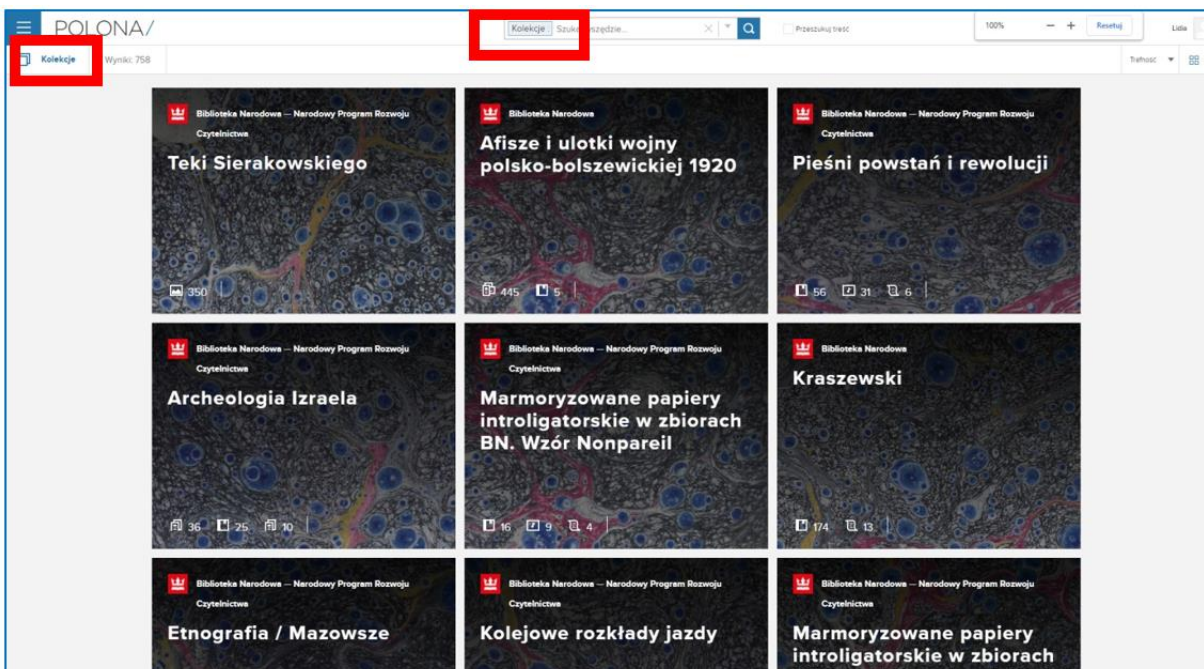 POLONA/
Kolekcje Szuka wszędzie...
Przeszukuj treść
100% − + Resetuj
Lidia
Kolekcje
Wyniki: 758
Trafność
Biblioteka Narodowa — Narodowy Program Rozwoju
Czytelnictwa
Teki Sierakowskiego
350
Biblioteka Narodowa
Afisze i ulotki wojny
polsko-bolszewickiej 1920
445 5
Biblioteka Narodowa — Narodowy Program Rozwoju
Czytelnictwa
Pieśni powstań i rewolucji
56 31 6
Biblioteka Narodowa — Narodowy Program Rozwoju
Czytelnictwa
Archeologia Izraela
36 25 10
Biblioteka Narodowa — Narodowy Program Rozwoju
Czytelnictwa
Marmoryzowane papiery
introligatorskie w zbiorach
BN. Wzór Nonpareil
16 9 4
Biblioteka Narodowa
Kraszewski
174 13
Biblioteka Narodowa — Narodowy Program Rozwoju
Czytelnictwa
Etnografia / Mazowsze
Biblioteka Narodowa — Narodowy Program Rozwoju
Czytelnictwa
Kolejowe rozkłady jazdy
Biblioteka Narodowa — Narodowy Program Rozwoju
Czytelnictwa
Marmoryzowane papiery
introligatorskie w zbiorach